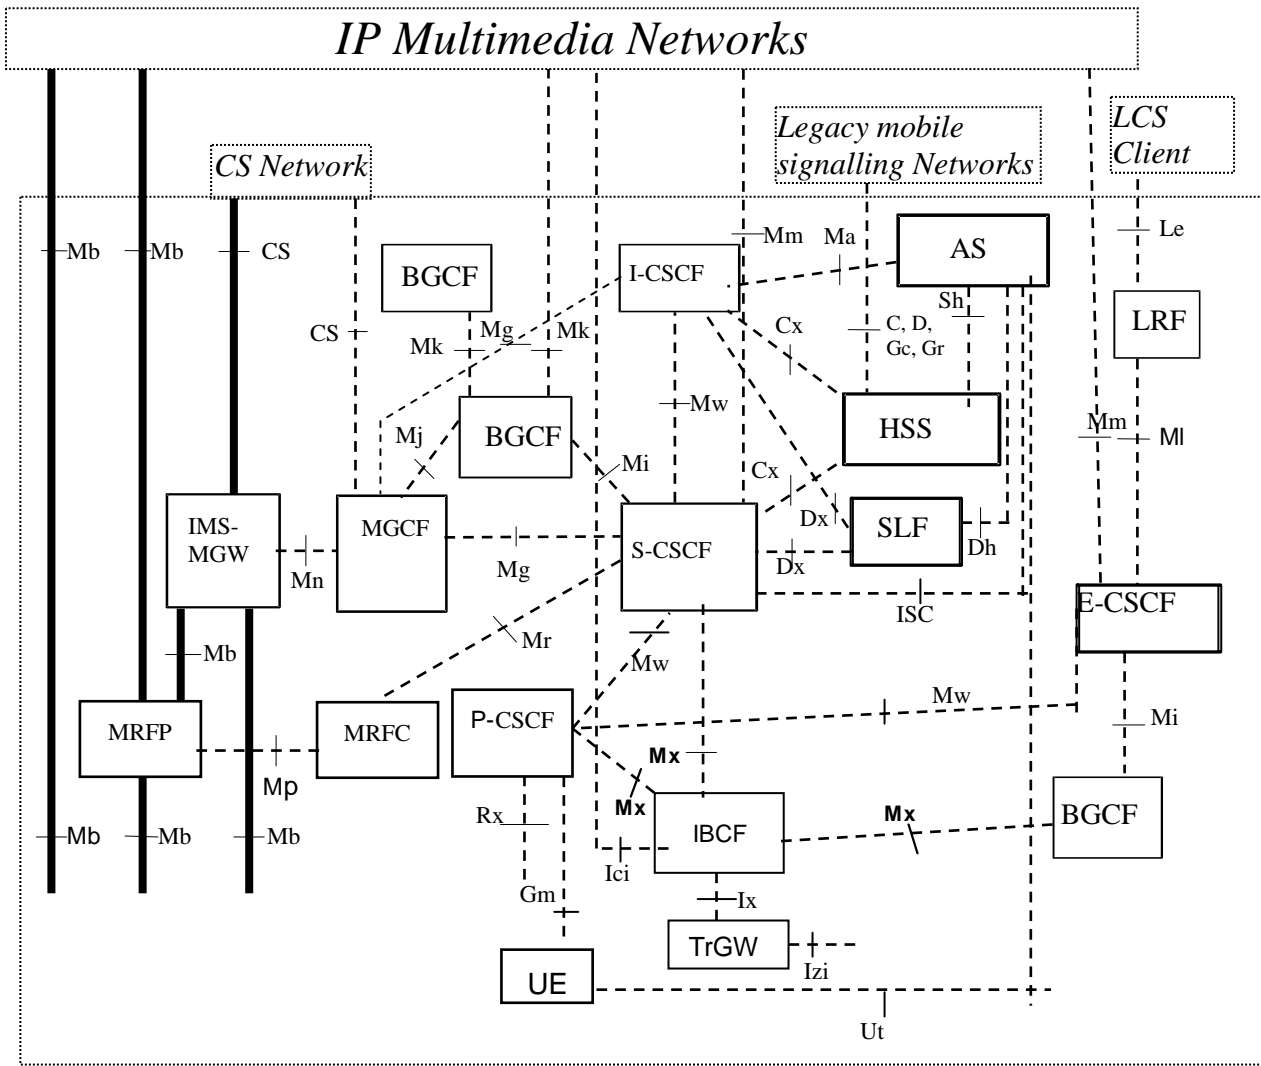 IP Multimedia Networks
Legacy mobile
signalling Networks
LCS
Client
CS Network
Mb
Mb
CS
BGCF
I-CSCF
Mm
Ma
AS
Le
Sh
LRF
CS
Mk
Mg
Mk
Cx
C, D,
Gc, Gr
Mw
HSS
Mm
Ml
Mj
BGCF
Mi
Cx
IMS-
MGW
MGCF
S-CSCF
Dx
SLF
Dh
Mn
Mg
Dx
ISC
E-CSCF
Mr
Mb
Mw
Mw
Mi
MRFP
MRFC
P-CSCF
Mx
Mp
Mx
Mx
BGCF
Rx
IBCF
Mb
Mb
Mb
Ici
Gm
Ix
TrGW
Izi
UE
Ut